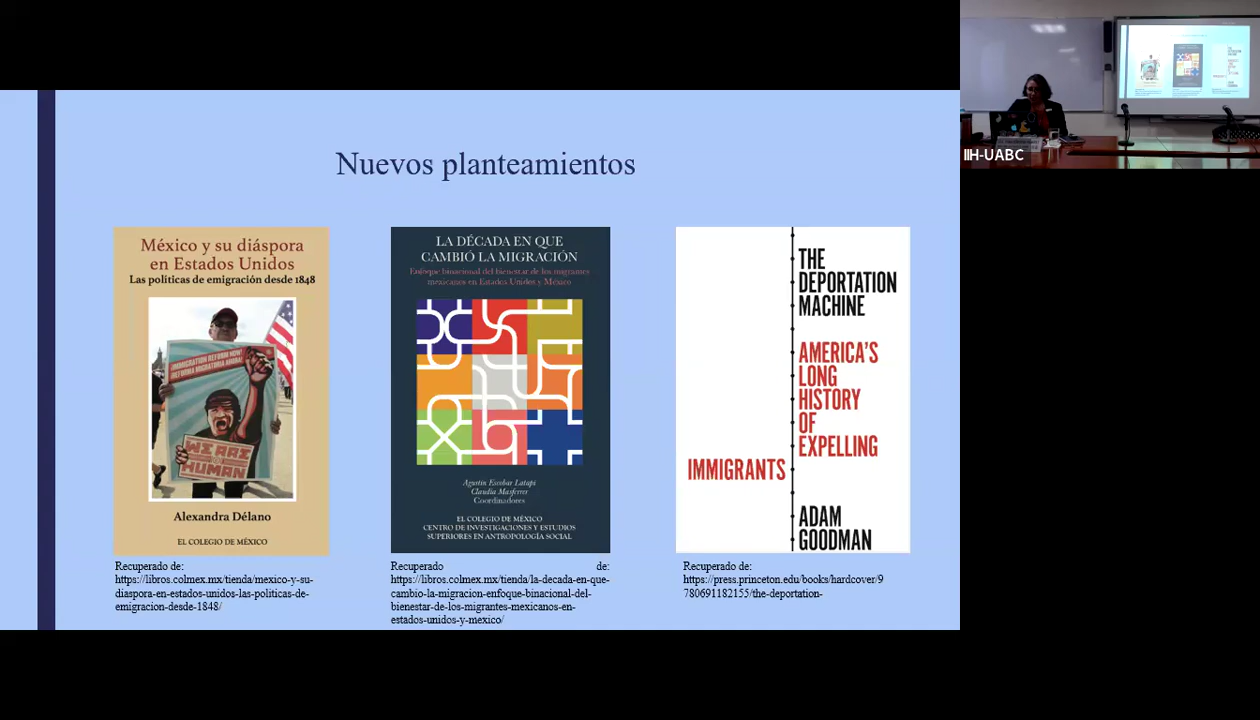 Nuevos planteamientos
México y su diáspora
en Estados Unidos
Las políticas de emigración desde 1848
¡IMMIGRATION REFORM NOW!
¡REFORMA MIGRATORIA AHORA!
WE ARE
HUMAN
Alexandra Délano
EL COLEGIO DE MÉXICO
Recuperado de:
https://libros.colmex.mx/tienda/mexico-y-su-
diaspora-en-estados-unidos-las-politicas-de-
emigracion-desde-1848/
LA DÉCADA EN QUE
CAMBIÓ LA MIGRACIÓN
Enfoque binacional del bienestar de los migrantes
mexicanos en Estados Unidos y México
Agustín Escobar Latapí
Claudia Masferrer
Coordinadores
EL COLEGIO DE MÉXICO
CENTRO DE INVESTIGACIONES Y ESTUDIOS
SUPERIORES EN ANTROPOLOGÍA SOCIAL
Recuperado de:
https://libros.colmex.mx/tienda/la-decada-en-que-
cambio-la-migracion-enfoque-binacional-del-
bienestar-de-los-migrantes-mexicanos-en-
estados-unidos-y-mexico/
THE
DEPORTATION
MACHINE
AMERICA'S
LONG
HISTORY
OF
EXPELLING
IMMIGRANTS
ADAM
GOODMAN
Recuperado de:
https://press.princeton.edu/books/hardcover/9
780691182155/the-deportation-
IIH-UABC